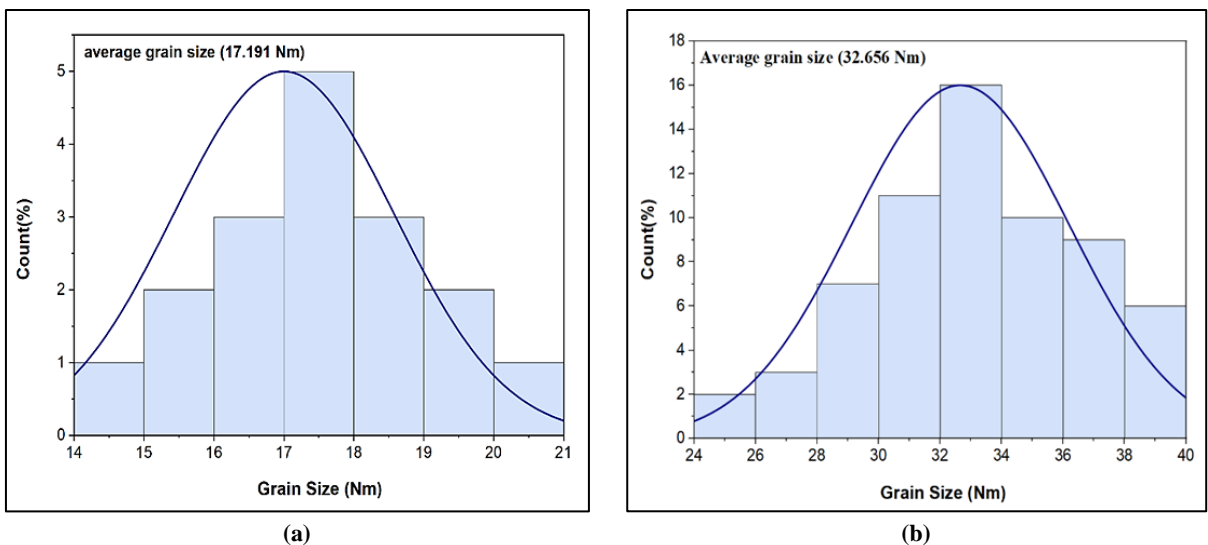 average grain size (17.191 Nm)
5
4
3
2
1
0
Count(%)
14 15 16 17 18 19 20 21
Grain Size (Nm)
(a)
Average grain size (32.656 Nm)
18
16
14
12
10
8
6
4
2
0
Count(%)
24 26 28 30 32 34 36 38 40
Grain Size (Nm)
(b)